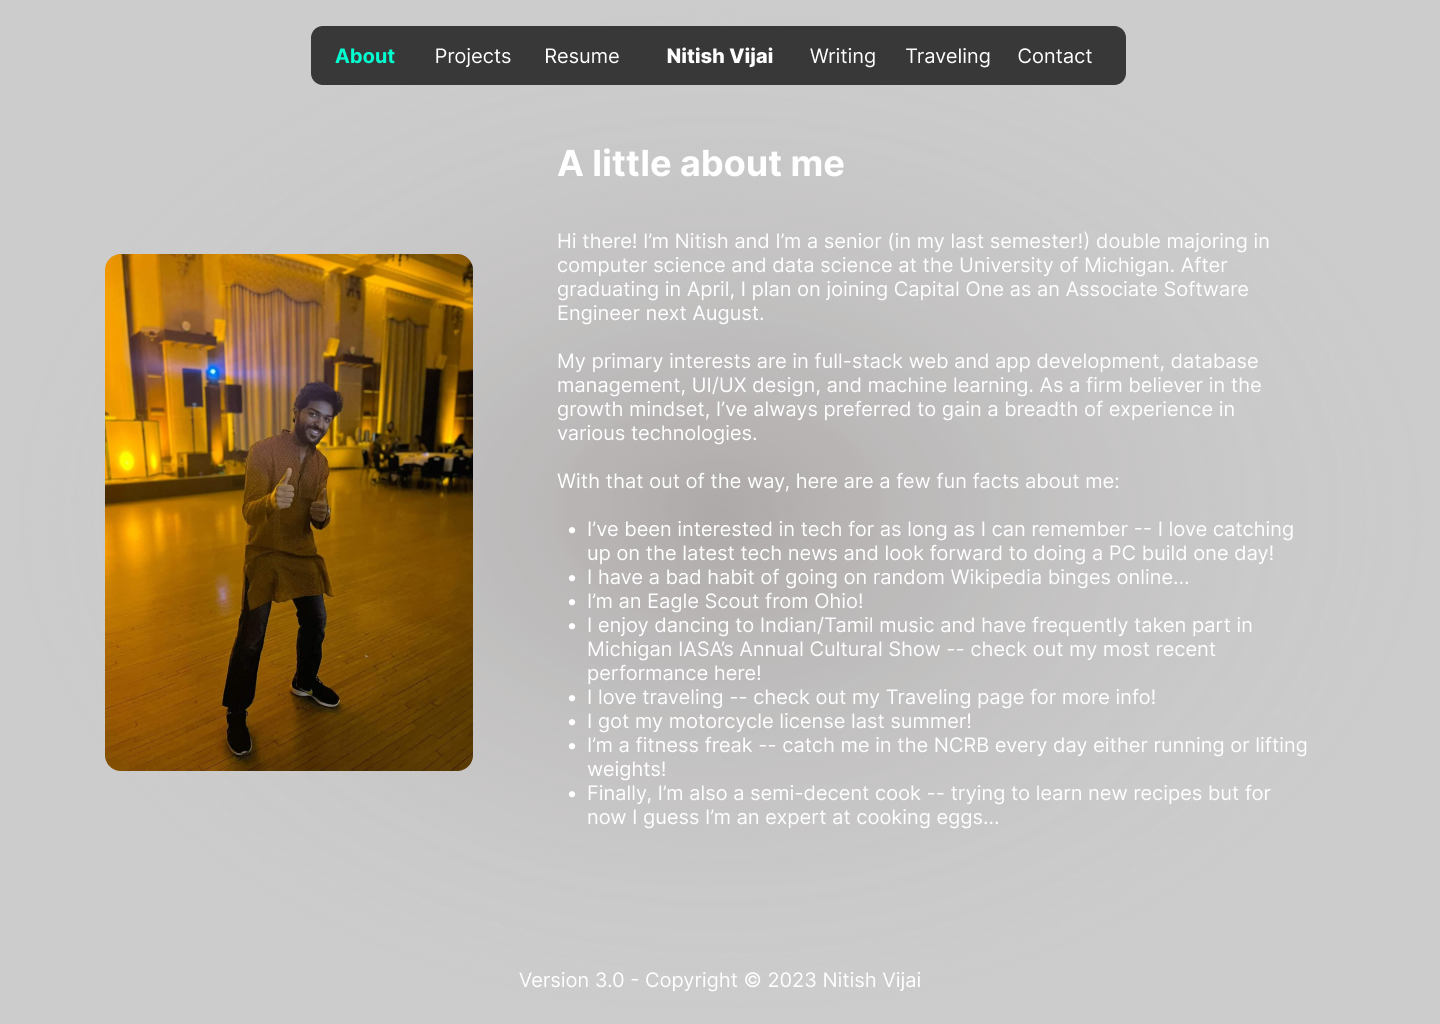 About Projects Resume Nitish Vijai Writing Traveling Contact
A little about me
Hi there! I’m Nitish and I’m a senior (in my last semester!) double majoring in
computer science and data science at the University of Michigan. After
graduating in April, I plan on joining Capital One as an Associate Software
Engineer next August.
My primary interests are in full-stack web and app development, database
management, UI/UX design, and machine learning. As a firm believer in the
growth mindset, I’ve always preferred to gain a breadth of experience in
various technologies.
With that out of the way, here are a few fun facts about me:
• I’ve been interested in tech for as long as I can remember -- I love catching
up on the latest tech news and look forward to doing a PC build one day!
• I have a bad habit of going on random Wikipedia binges online...
• I’m an Eagle Scout from Ohio!
• I enjoy dancing to Indian/Tamil music and have frequently taken part in
Michigan IASA’s Annual Cultural Show -- check out my most recent
performance here!
• I love traveling -- check out my Traveling page for more info!
• I got my motorcycle license last summer!
• I’m a fitness freak -- catch me in the NCRB every day either running or lifting
weights!
• Finally, I’m also a semi-decent cook -- trying to learn new recipes but for
now I guess I’m an expert at cooking eggs...
Version 3.0 - Copyright © 2023 Nitish Vijai